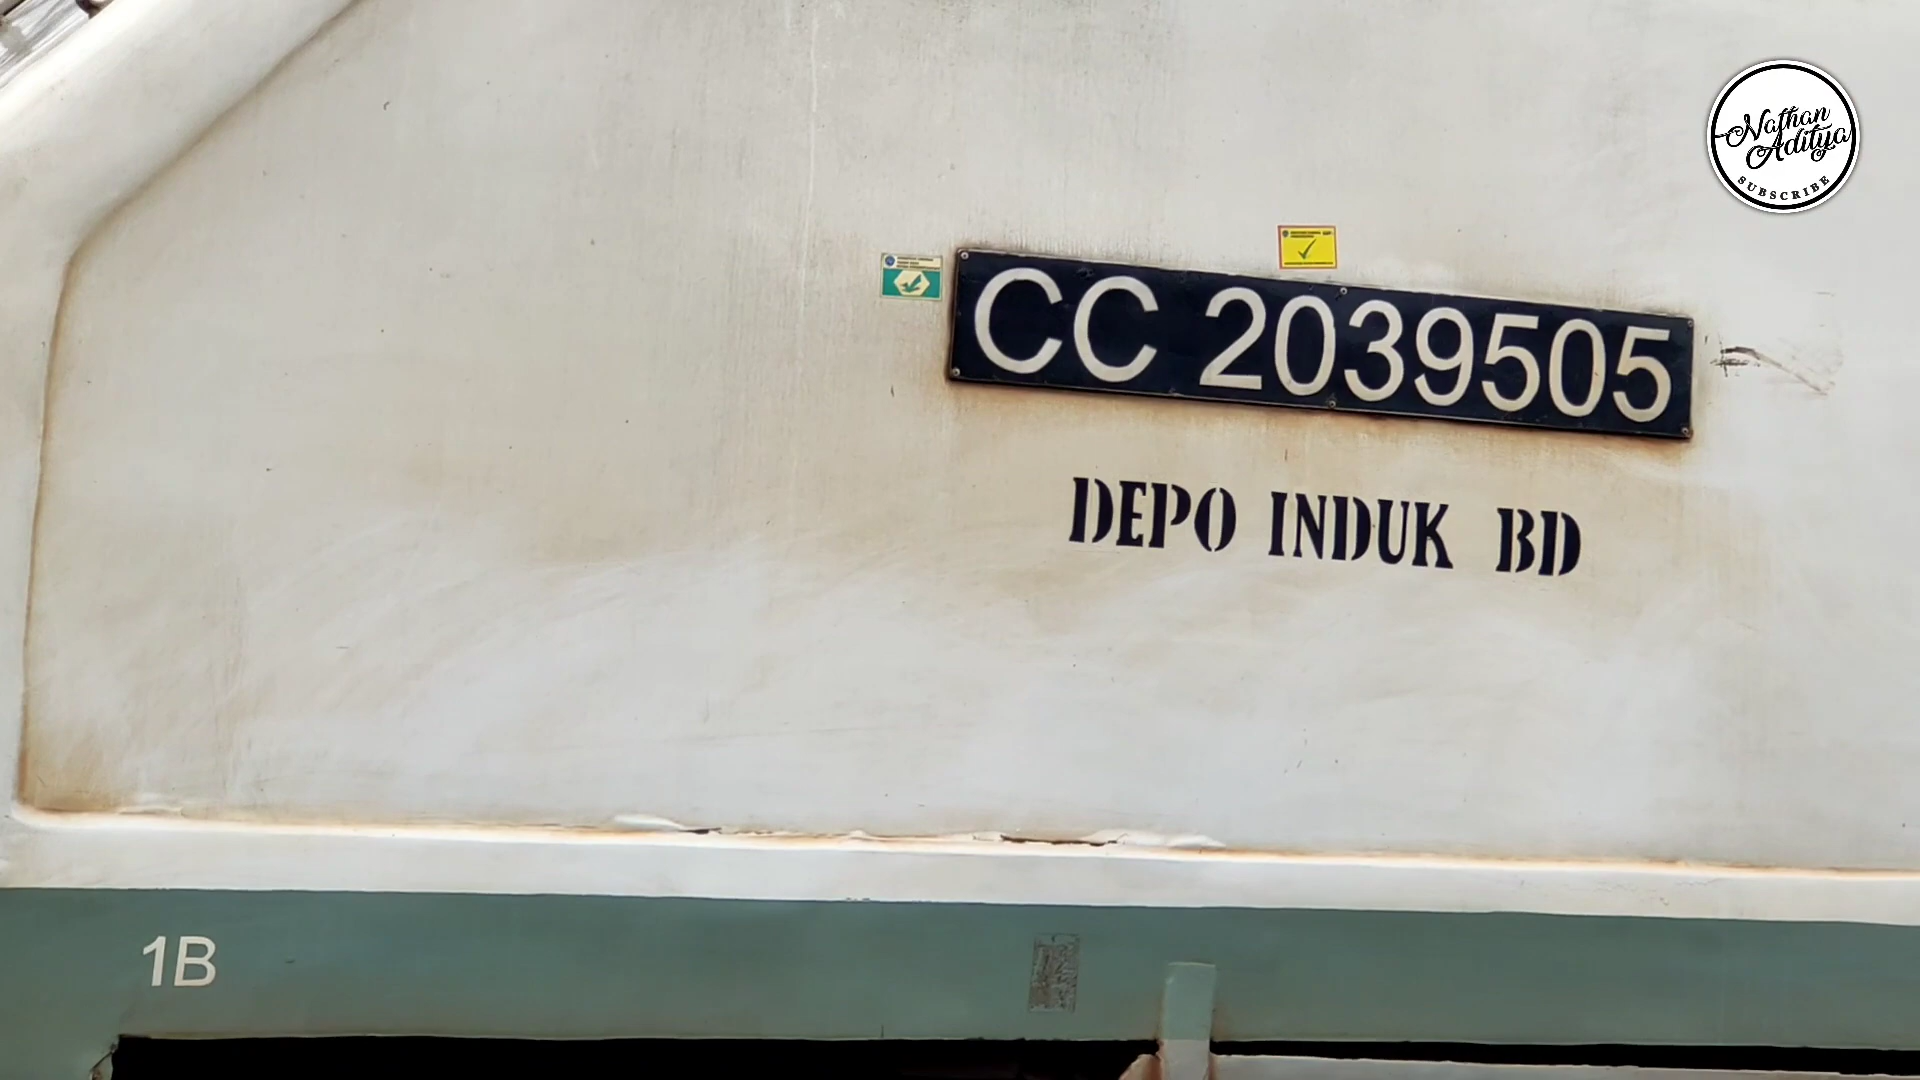 Nathan
Aditya
SUBSCRIBE
CC 2039505
DEPO INDUK BD
1B